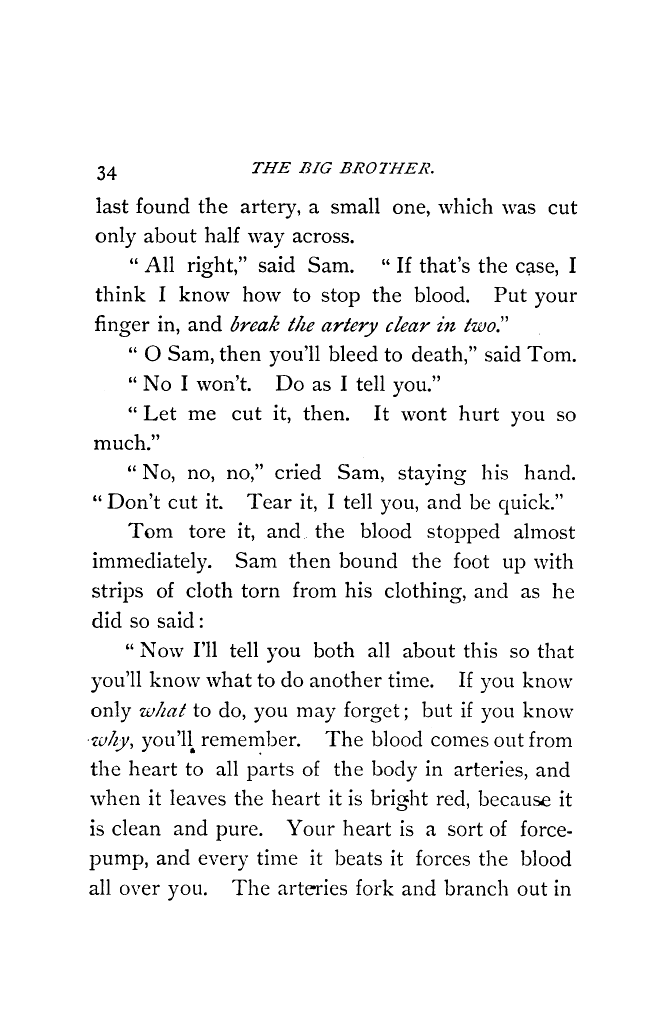 34 THE BIG BROTHER.
last found the artery, a small one, which was cut
only about half way across.
“ All right,” said Sam. “ If that's the case, I
think I know how to stop the blood. Put your
finger in, and break the artery clear in two.”
“ O Sam, then you'll bleed to death,” said Tom.
“ No I won't. Do as I tell you.”
“ Let me cut it, then. It wont hurt you so
much.”
“ No, no, no,” cried Sam, staying his hand.
“ Don't cut it. Tear it, I tell you, and be quick.”
Tom tore it, and the blood stopped almost
immediately. Sam then bound the foot up with
strips of cloth torn from his clothing, and as he
did so said :
“ Now I'll tell you both all about this so that
you'll know what to do another time. If you know
only what to do, you may forget ; but if you know
why, you'll remember. The blood comes out from
the heart to all parts of the body in arteries, and
when it leaves the heart it is bright red, because it
is clean and pure. Your heart is a sort of force-
pump, and every time it beats it forces the blood
all over you. The arteries fork and branch out in